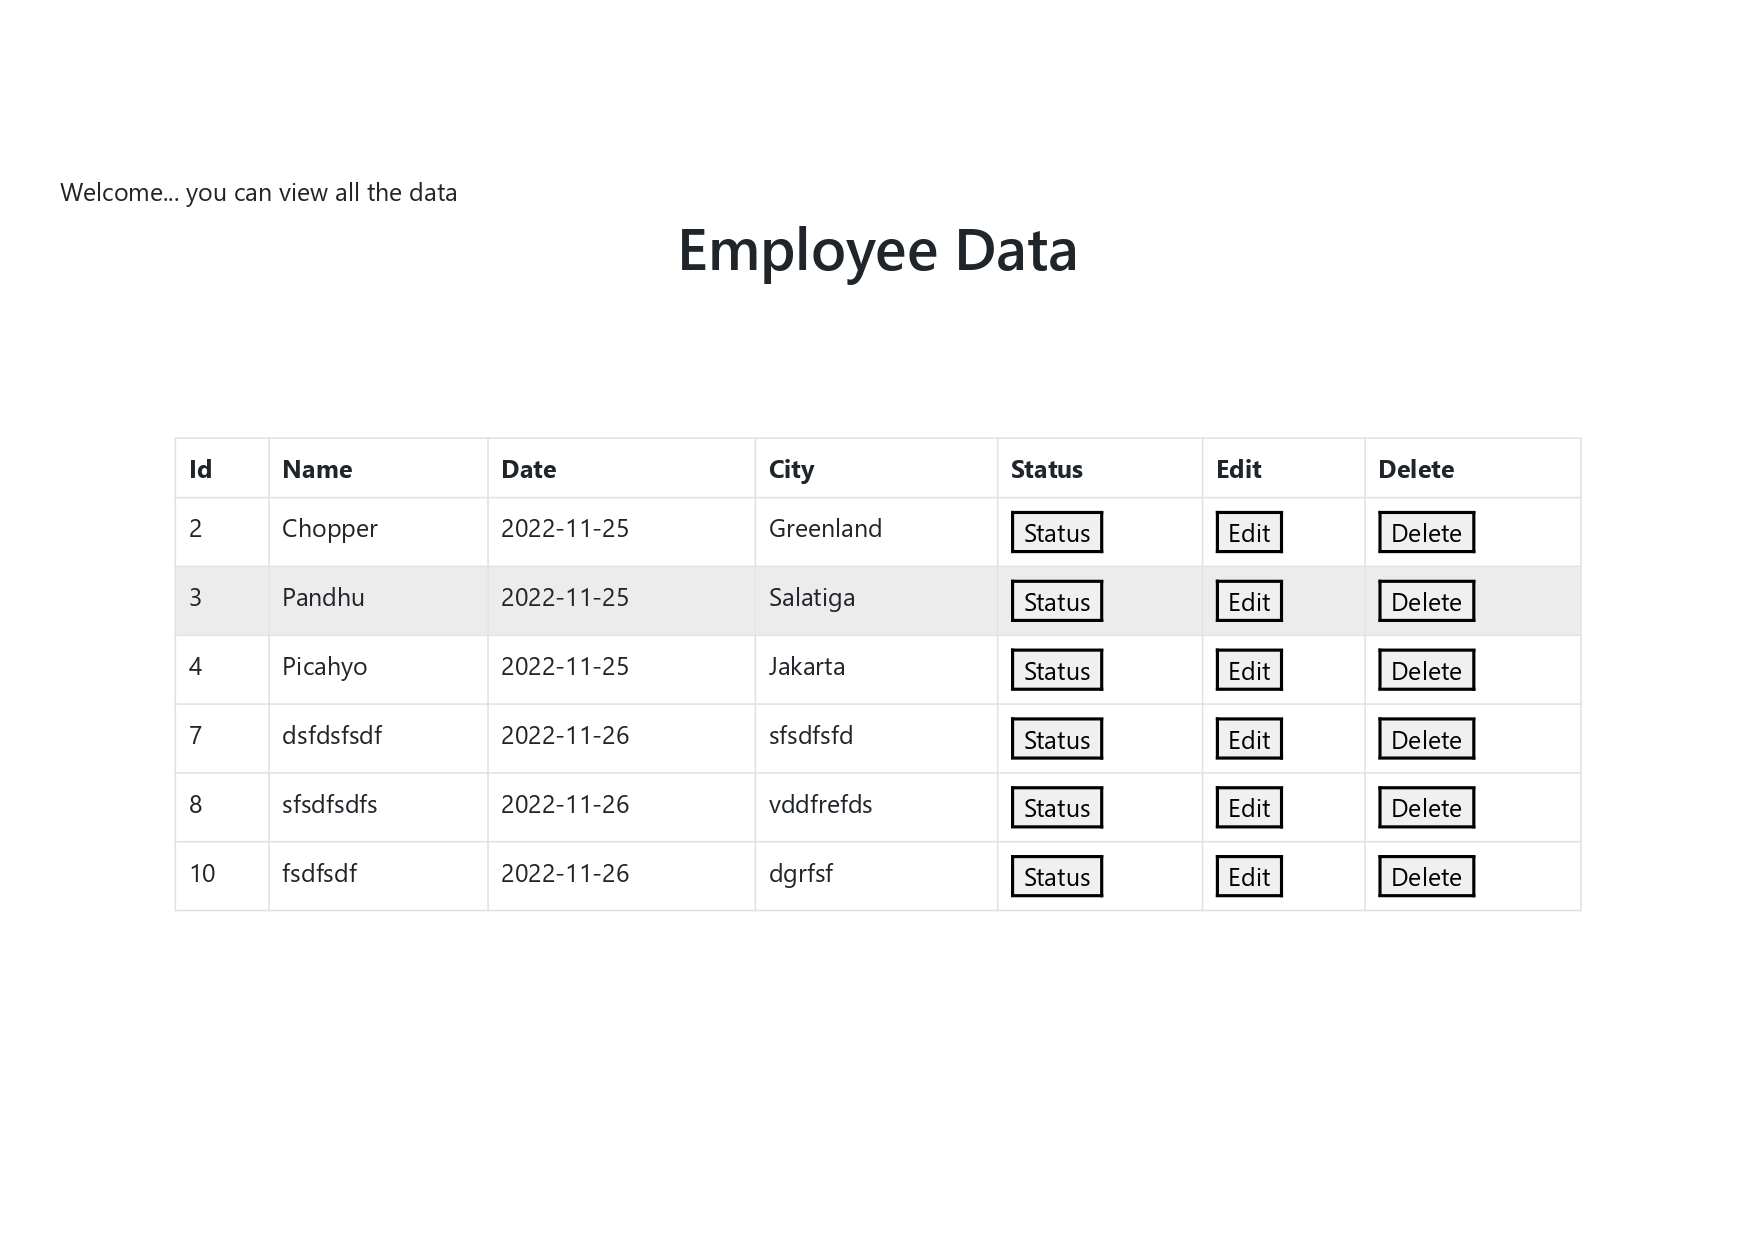 Welcome... you can view all the data
Employee Data
Id Name Date City Status Edit Delete
2 Chopper 2022-11-25 Greenland Status Edit Delete
3 Pandhu 2022-11-25 Salatiga Status Edit Delete
4 Picahyo 2022-11-25 Jakarta Status Edit Delete
7 dsfdsfsdf 2022-11-26 sfsdfsfd Status Edit Delete
8 sfsdfsdfs 2022-11-26 vddfrefds Status Edit Delete
10 fsdfsdf 2022-11-26 dgrfsf Status Edit Delete